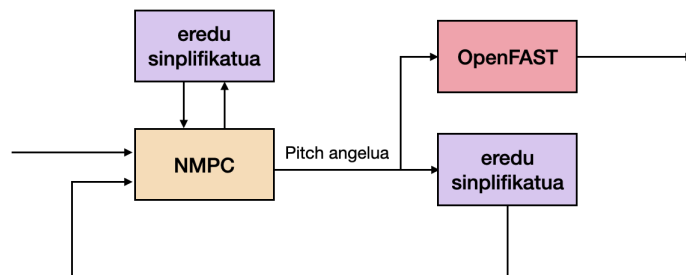 eredu
sinplifikatua
OpenFAST
NMPC
Pitch angelua
eredu
sinplifikatua